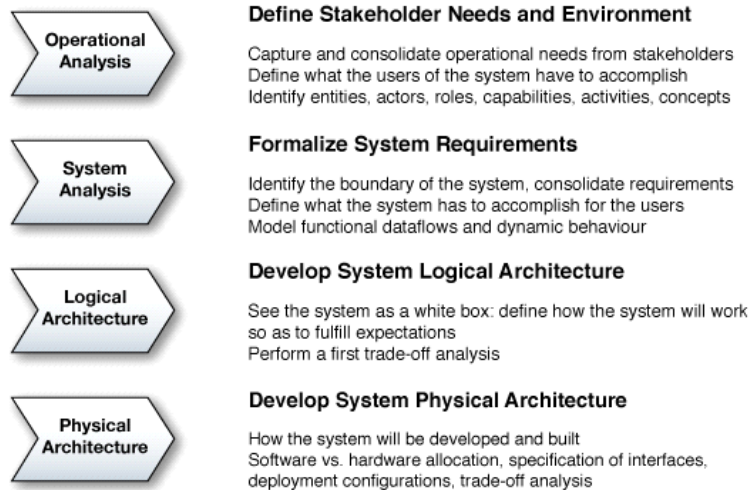 Operational
Analysis
Define Stakeholder Needs and Environment
Capture and consolidate operational needs from stakeholders
Define what the users of the system have to accomplish
Identify entities, actors, roles, capabilities, activities, concepts
System
Analysis
Formalize System Requirements
Identify the boundary of the system, consolidate requirements
Define what the system has to accomplish for the users
Model functional dataflows and dynamic behaviour
Logical
Architecture
Develop System Logical Architecture
See the system as a white box: define how the system will work
so as to fulfill expectations
Perform a first trade-off analysis
Physical
Architecture
Develop System Physical Architecture
How the system will be developed and built
Software vs. hardware allocation, specification of interfaces,
deployment configurations, trade-off analysis